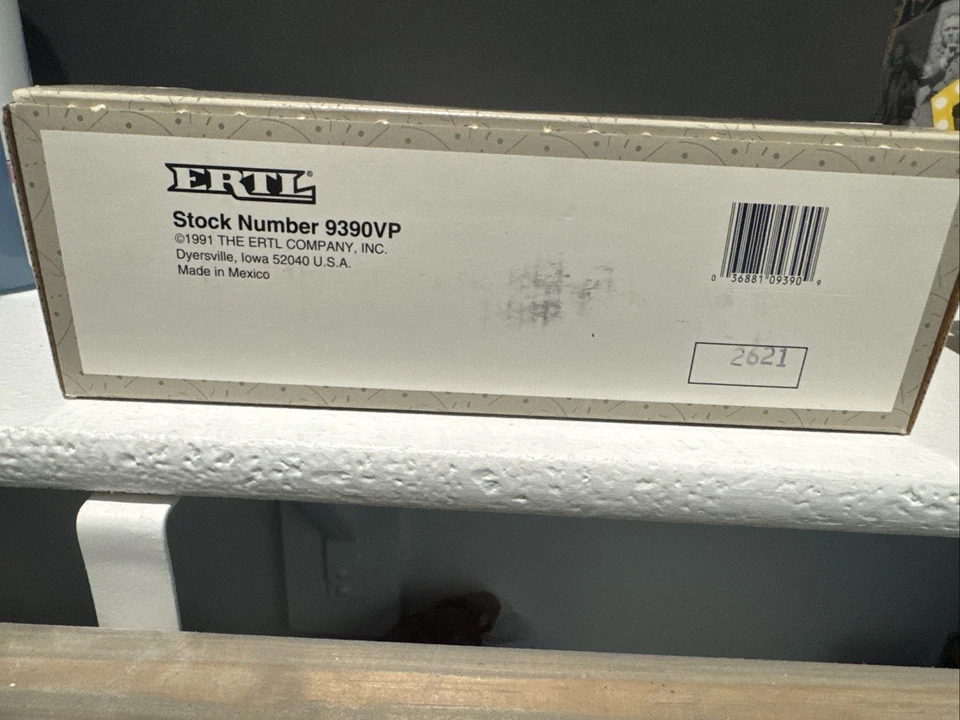 ERTL®
Stock Number 9390VP
©1991 THE ERTL COMPANY, INC.
Dyersville, Iowa 52040 U.S.A.
Made in Mexico
0 36881 09390 9
2621